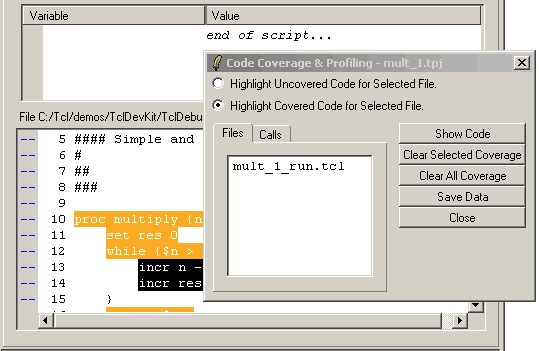 Variable Value
end of script...
Code Coverage & Profiling - mult_1.tpj
Highlight Uncovered Code for Selected File.
Highlight Covered Code for Selected File.
Files Calls
mult_1_run.tcl
Show Code
Clear Selected Coverage
Clear All Coverage
Save Data
Close
File C:/Tcl/demos/TclDevKit/TclDebu
-- 5 #### Simple and
-- 6 #
-- 7 ##
-- 8 ###
-- 9
-- 10 proc multiply {n
-- 11 set res 0
-- 12 while {$n >
-- 13 incr n -
-- 14 incr res
-- 15 }